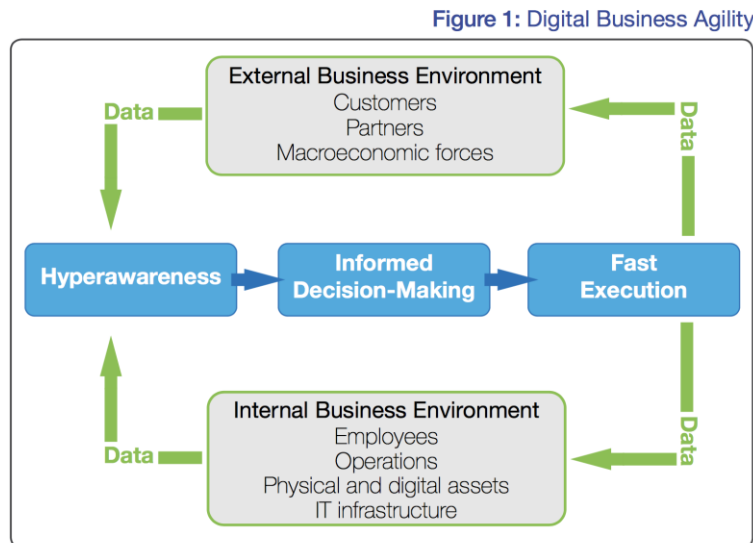 Figure 1: Digital Business Agility
External Business Environment
Customers
Partners
Macroeconomic forces
Data
Data
Hyperawareness
Informed
Decision-Making
Fast
Execution
Internal Business Environment
Employees
Operations
Physical and digital assets
IT infrastructure
Data
Data